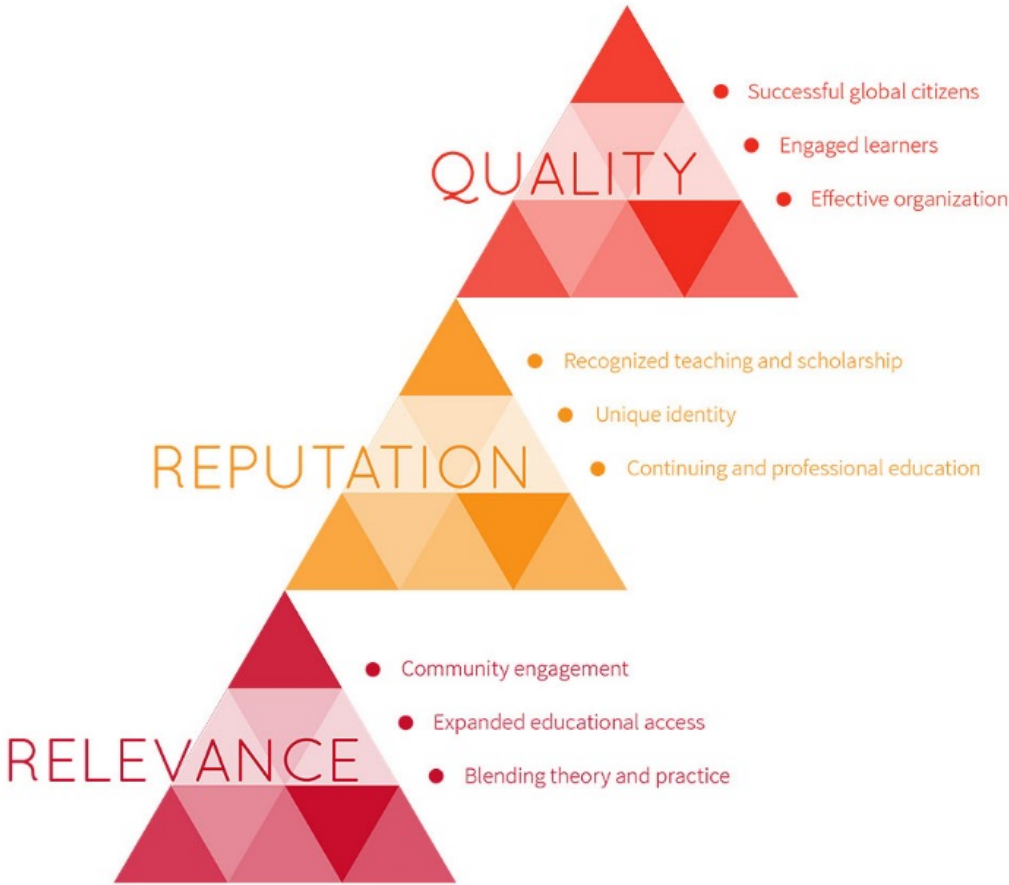 QUALITY
Successful global citizens
Engaged learners
Effective organization
REPUTATION
Recognized teaching and scholarship
Unique identity
Continuing and professional education
RELEVANCE
Community engagement
Expanded educational access
Blending theory and practice